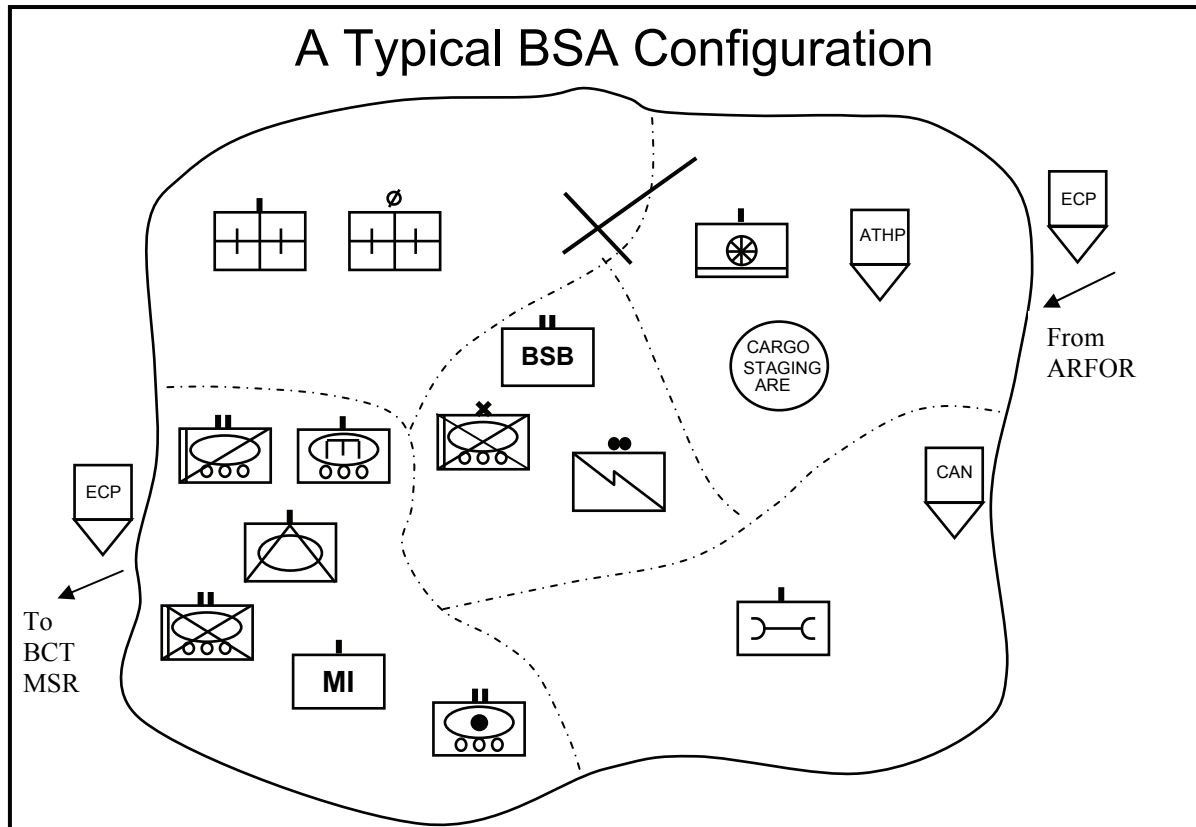 A Typical BSA Configuration
ECP
ATHP
From
ARFOR
BSB
CARGO
STAGING
ARE
CAN
ECP
To
BCT
MSR
MI